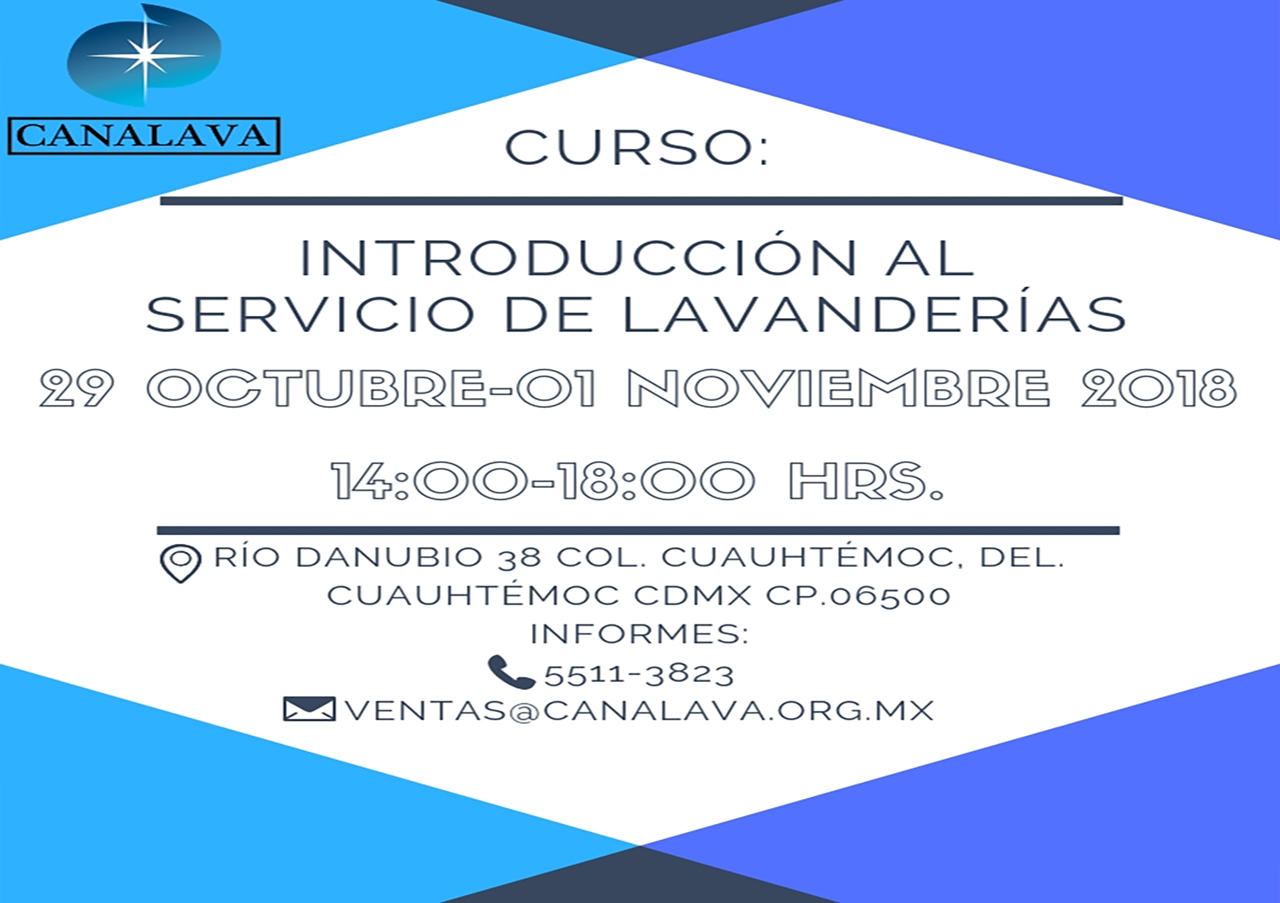 CANALAVA
CURSO:
INTRODUCCIÓN AL
SERVICIO DE LAVANDERÍAS
29 OCTUBRE-01 NOVIEMBRE 2018
14:00-18:00 HRS.
RÍO DANUBIO 38 COL. CUAUHTÉMOC, DEL.
CUAUHTÉMOC CDMX CP.06500
INFORMES:
5511-3823
VENTAS@CANALAVA.ORG.MX